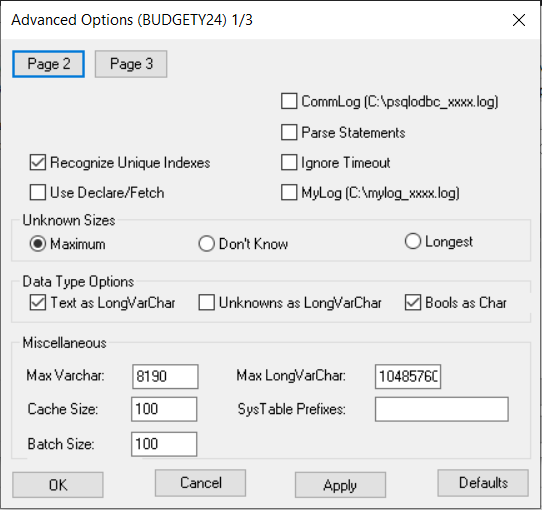 Advanced Options (BUDGETY24) 1/3
Page 2 Page 3
CommLog (C:\psqlodbc_xxxx.log)
Parse Statements
Recognize Unique Indexes Ignore Timeout
Use Declare/Fetch MyLog (C:\mylog_xxxx.log)
Unknown Sizes
Maximum Don't Know Longest
Data Type Options
Text as LongVarChar Unknowns as LongVarChar Bools as Char
Miscellaneous
Max Varchar: 8190 Max LongVarChar: 10485760
Cache Size: 100 SysTable Prefixes:
Batch Size: 100
OK Cancel Apply Defaults